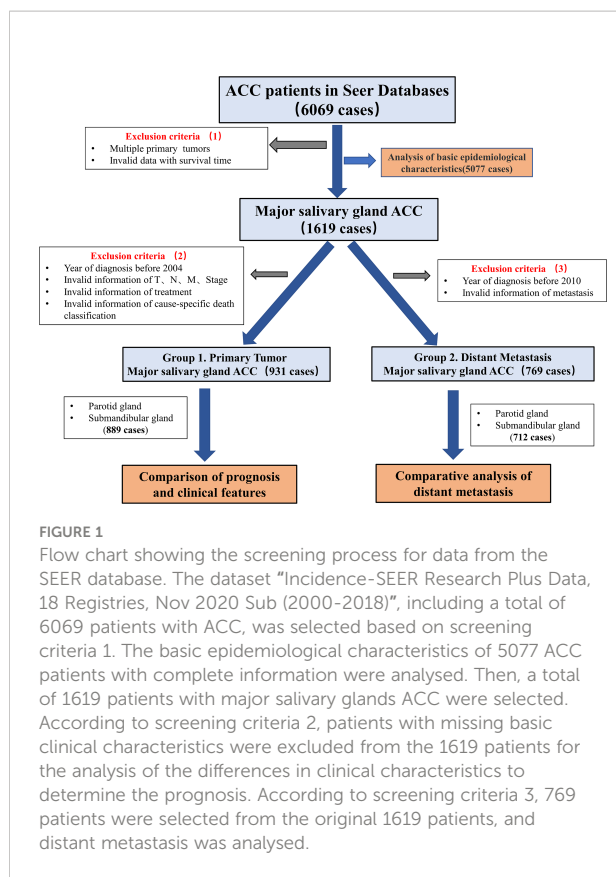 ACC patients in Seer Databases
(6069 cases)
Exclusion criteria （1）
• Multiple primary tumors
• Invalid data with survival time
Analysis of basic epidemiological
characteristics(5077 cases)
Major salivary gland ACC
(1619 cases)
Exclusion criteria （2）
• Year of diagnosis before 2004
• Invalid information of T、N、M、Stage
• Invalid information of treatment
• Invalid information of cause-specific death
classification
Exclusion criteria （3）
• Year of diagnosis before 2010
• Invalid information of metastasis
Group 1. Primary Tumor
Major salivary gland ACC（931 cases）
Group 2. Distant Metastasis
Major salivary gland ACC（769 cases）
• Parotid gland
• Submandibular gland
(889 cases)
• Parotid gland
• Submandibular gland
(712 cases)
Comparison of prognosis
and clinical features
Comparative analysis of
distant metastasis
FIGURE 1
Flow chart showing the screening process for data from the
SEER database. The dataset "Incidence-SEER Research Plus Data,
18 Registries, Nov 2020 Sub (2000-2018)", including a total of
6069 patients with ACC, was selected based on screening
criteria 1. The basic epidemiological characteristics of 5077 ACC
patients with complete information were analysed. Then, a total
of 1619 patients with major salivary glands ACC were selected.
According to screening criteria 2, patients with missing basic
clinical characteristics were excluded from the 1619 patients for
the analysis of the differences in clinical characteristics to
determine the prognosis. According to screening criteria 3, 769
patients were selected from the original 1619 patients, and
distant metastasis was analysed.